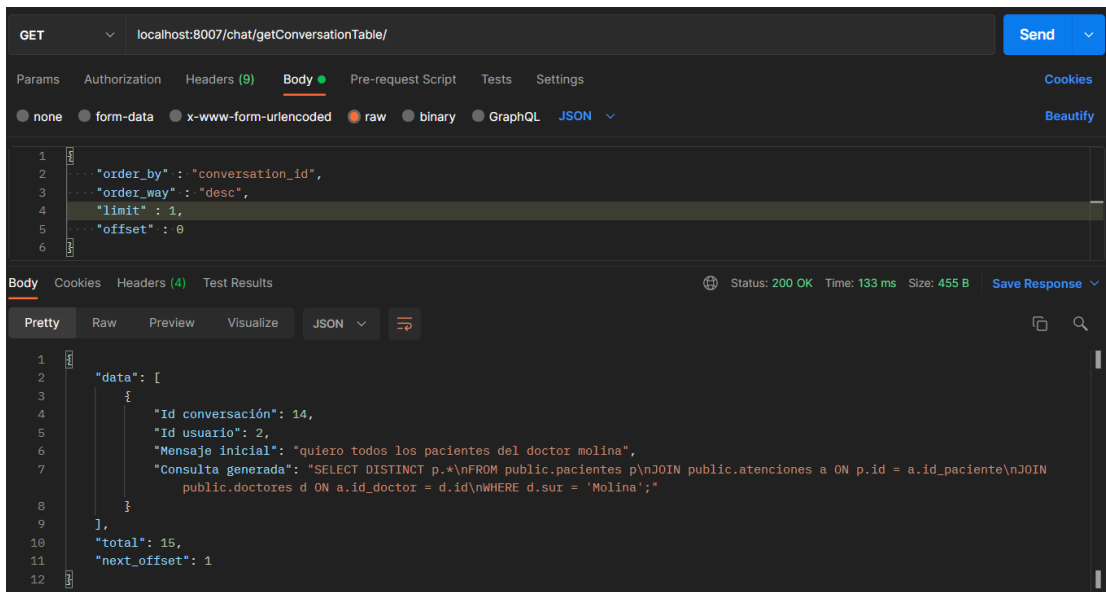 GET localhost:8007/chat/getConversationTable/ Send
Params Authorization Headers (9) Body Pre-request Script Tests Settings Cookies
none form-data x-www-form-urlencoded raw binary GraphQL JSON Beautify
1 {
2 "order_by" : "conversation_id",
3 "order_way" : "desc",
4 "limit" : 1,
5 "offset" : 0
6 }
Body Cookies Headers (4) Test Results Status: 200 OK Time: 133 ms Size: 455 B Save Response
Pretty Raw Preview Visualize JSON
1 {
2 "data": [
3 {
4 "Id conversación": 14,
5 "Id usuario": 2,
6 "Mensaje inicial": "quiero todos los pacientes del doctor molina",
7 "Consulta generada": "SELECT DISTINCT p.*\nFROM public.pacientes p\nJOIN public.atenciones a ON p.id = a.id_paciente\nJOIN
public.doctores d ON a.id_doctor = d.id\nWHERE d.sur = 'Molina';"
8 }
9 ],
10 "total": 15,
11 "next_offset": 1
12 }